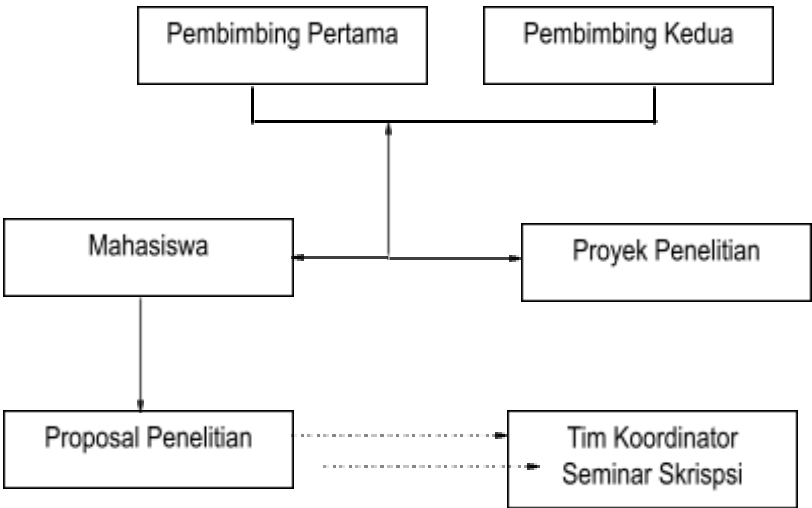 Pembimbing Pertama
Pembimbing Kedua
Mahasiswa
Proyek Penelitian
Proposal Penelitian
Tim Koordinator
Seminar Skrispsi